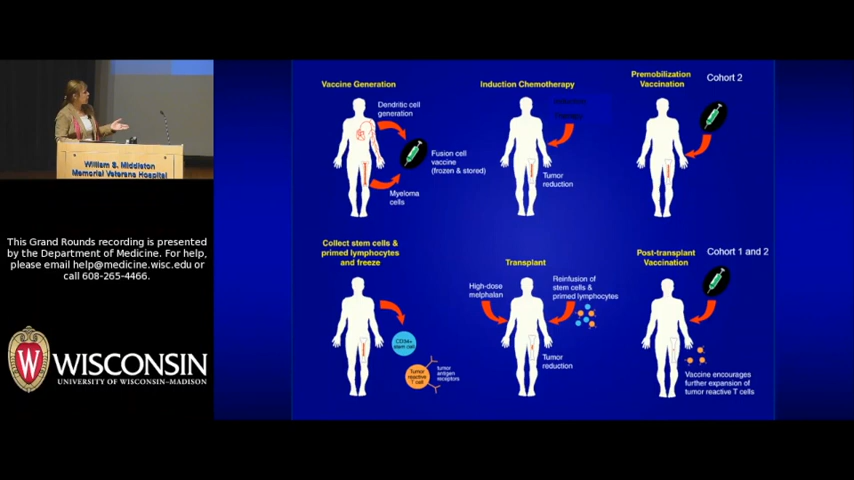 William S. Middleton
Memorial Veterans Hospital
This Grand Rounds recording is presented
by the Department of Medicine. For help,
please email help@medicine.wisc.edu or
call 608-265-4466.
W
WISCONSIN
UNIVERSITY OF WISCONSIN–MADISON
Vaccine Generation
Dendritic cell
generation
Fusion cell
vaccine
(frozen & stored)
Myeloma
cells
Induction Chemotherapy
Tumor
reduction
Premobilization
Vaccination
Cohort 2
Collect stem cells &
primed lymphocytes
and freeze
CD34+
stem cell
Tumor
reactive
T cell
tumor
antigen
receptors
Transplant
High-dose
melphalan
Reinfusion of
stem cells &
primed lymphocytes
Tumor
reduction
Post-transplant
Vaccination
Cohort 1 and 2
Vaccine encourages
further expansion of
tumor reactive T cells